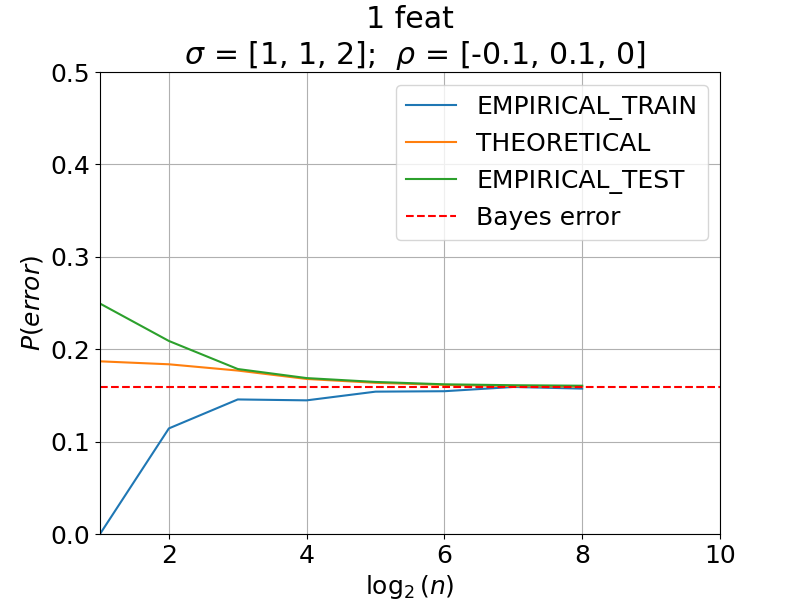 1 feat
σ = [1, 1, 2];  ρ = [-0.1, 0.1, 0]
EMPIRICAL_TRAIN
THEORETICAL
EMPIRICAL_TEST
Bayes error
P(error)
0.5
0.4
0.3
0.2
0.1
0.0
2 4 6 8 10
log₂(n)